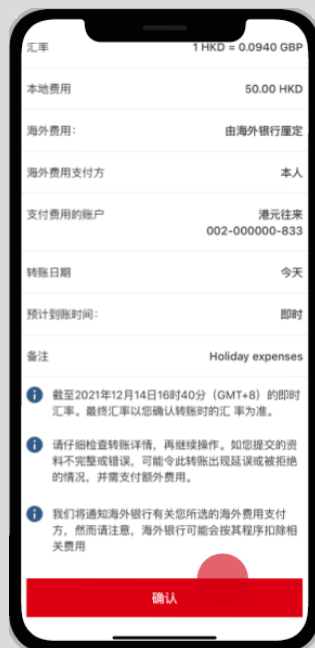 汇率 1 HKD = 0.0940 GBP
本地费用 50.00 HKD
海外费用: 由海外银行厘定
海外费用支付方 本人
支付费用的账户 港元往来
002-000000-833
转账日期 今天
预计到账时间: 即时
备注 Holiday expenses
截至2021年12月14日16时40分（GMT+8）的即时
汇率。最终汇率以您确认转账时的汇 率为准。
请仔细检查转账详情，再继续操作。如您提交的资
料不完整或错误，可能令此转账出现延误或被拒绝
的情况，并需支付额外费用。
我们将通知海外银行有关您所选的海外费用支付
方，然而请注意，海外银行可能会按其程序扣除相
关费用
确认